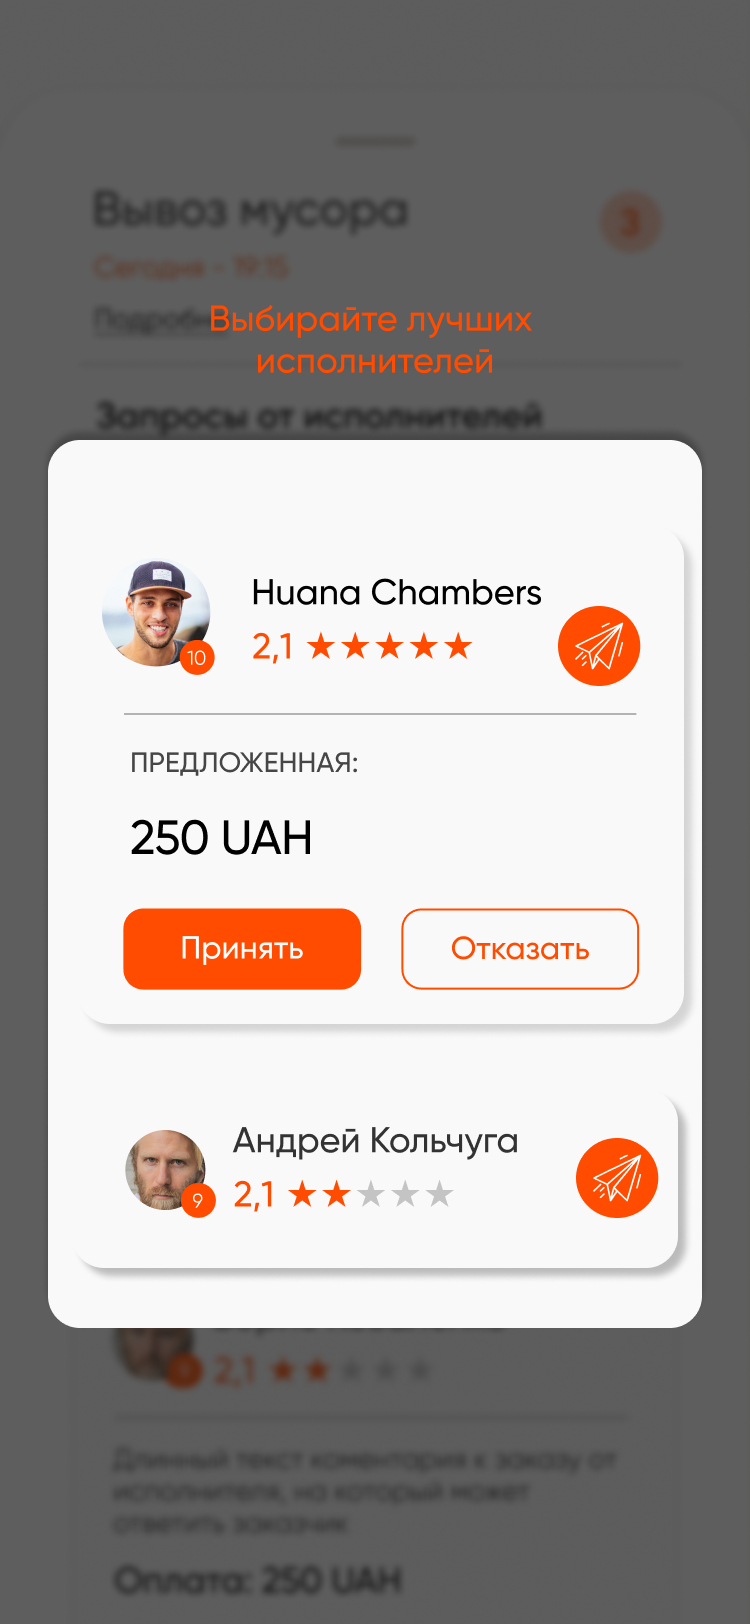 Вывоз мусора
3
Сегодня - 19:15
Выбирайте лучших
исполнителей
Запросы от исполнителей
Huana Chambers
10
2,1
ПРЕДЛОЖЕННАЯ:
250 UAH
Принять
Отказать
Андрей Кольчуга
9
2,1
2,1
Длинный текст коментария к заказу от
исполнителя, на который может
ответить заказчик
Оплата: 250 UAH